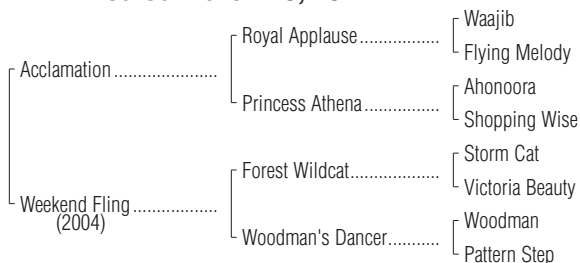 Waajib
Royal Applause
Flying Melody
Acclamation
Ahonoora
Princess Athena
Shopping Wise
Storm Cat
Forest Wildcat
Victoria Beauty
Weekend Fling
(2004)
Woodman
Woodman's Dancer
Pattern Step